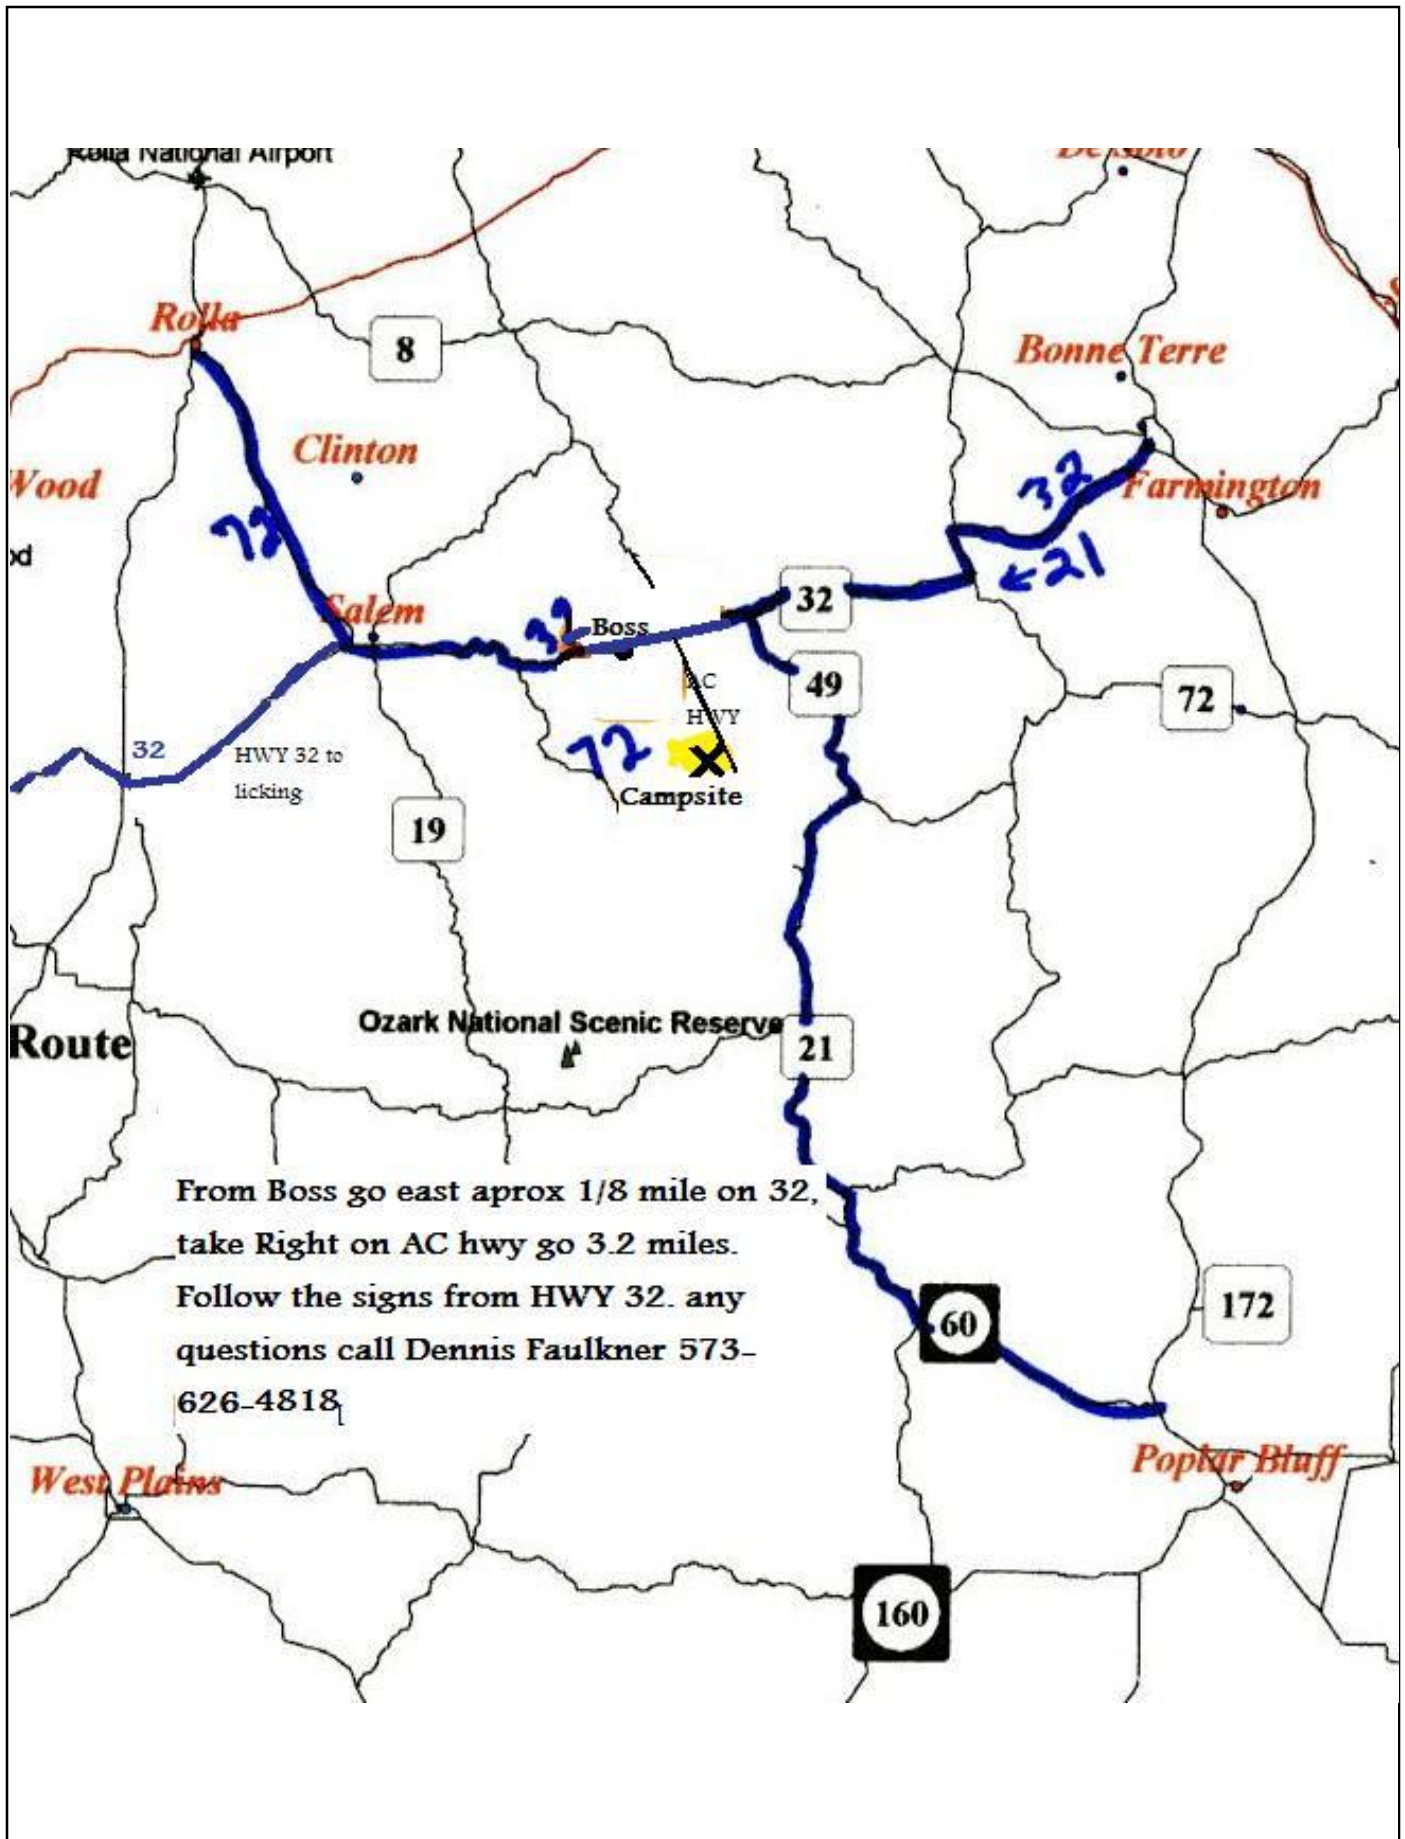 Rolla National Airport
De Soto
Rolla
8
Bonne Terre
Clinton
Wood
32
Farmington
72
od
21
32
Salem
32
Boss
AC
HWY
49
72
32
HWY 32 to
licking
72
Campsite
19
Ozark National Scenic Reserve
Route
21
From Boss go east aprox 1/8 mile on 32,
take Right on AC hwy go 3.2 miles.
Follow the signs from HWY 32. any
questions call Dennis Faulkner 573-
626-4818
172
60
West Plains
Poplar Bluff
160